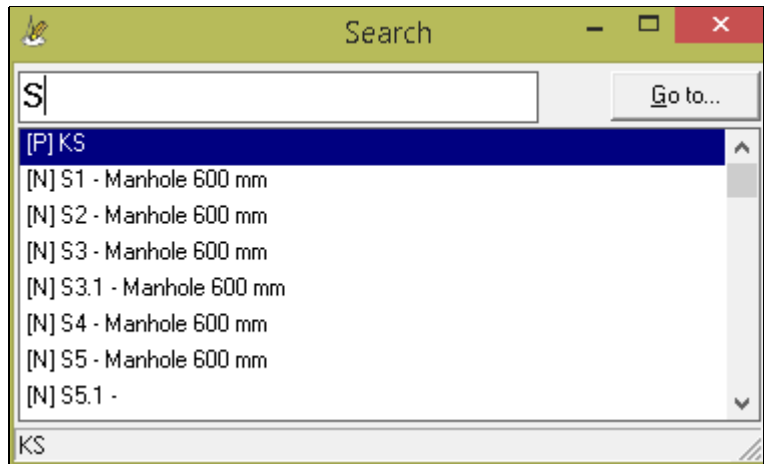 Search
S
Go to...
[P] KS
[N] S1 - Manhole 600 mm
[N] S2 - Manhole 600 mm
[N] S3 - Manhole 600 mm
[N] S3.1 - Manhole 600 mm
[N] S4 - Manhole 600 mm
[N] S5 - Manhole 600 mm
[N] S5.1 -
KS